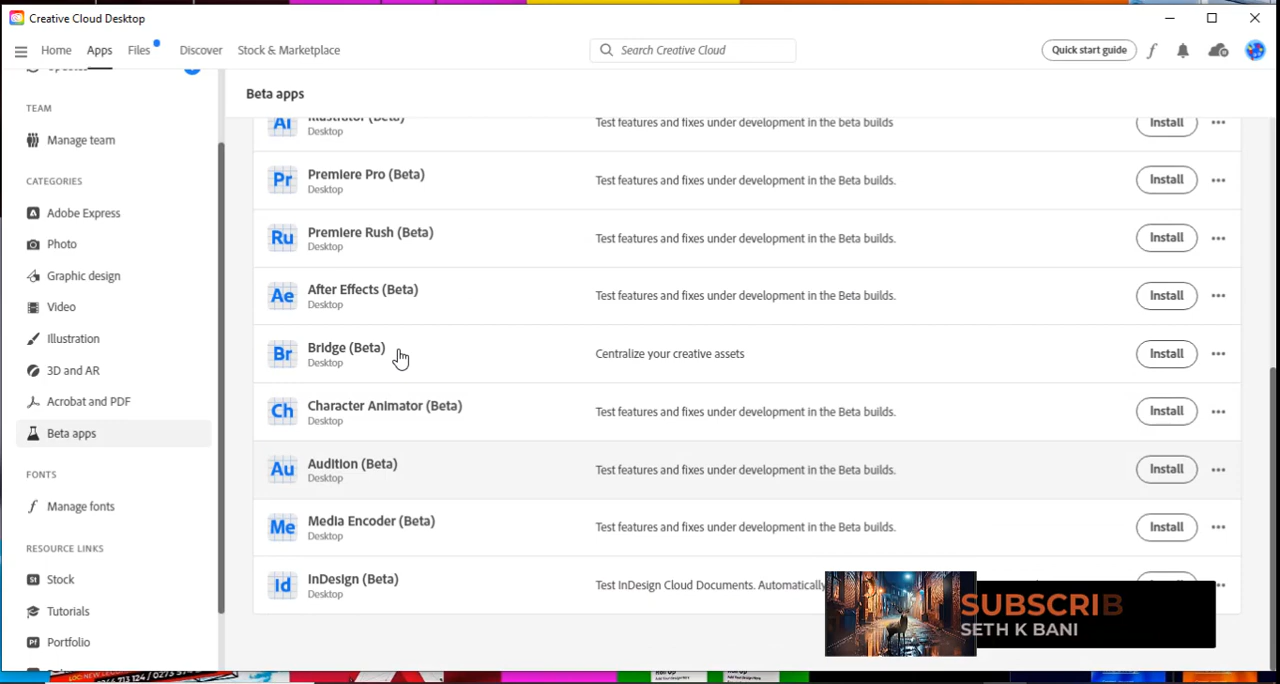 Creative Cloud Desktop
Home Apps Files Discover Stock & Marketplace
Search Creative Cloud
Quick start guide
Updates
TEAM
Manage team
CATEGORIES
Adobe Express
Photo
Graphic design
Video
Illustration
3D and AR
Acrobat and PDF
Beta apps
FONTS
Manage fonts
RESOURCE LINKS
Stock
Tutorials
Portfolio
Beta apps
Ai Illustrator (Beta)
Desktop
Test features and fixes under development in the beta builds
Install
Pr Premiere Pro (Beta)
Desktop
Test features and fixes under development in the Beta builds.
Install
Ru Premiere Rush (Beta)
Desktop
Test features and fixes under development in the Beta builds.
Install
Ae After Effects (Beta)
Desktop
Test features and fixes under development in the Beta builds.
Install
Br Bridge (Beta)
Desktop
Centralize your creative assets
Install
Ch Character Animator (Beta)
Desktop
Test features and fixes under development in the Beta builds.
Install
Au Audition (Beta)
Desktop
Test features and fixes under development in the Beta builds.
Install
Me Media Encoder (Beta)
Desktop
Test features and fixes under development in the Beta builds.
Install
Id InDesign (Beta)
Desktop
Test InDesign Cloud Documents. Automatically
SUBSCRIB
SETH K BANI